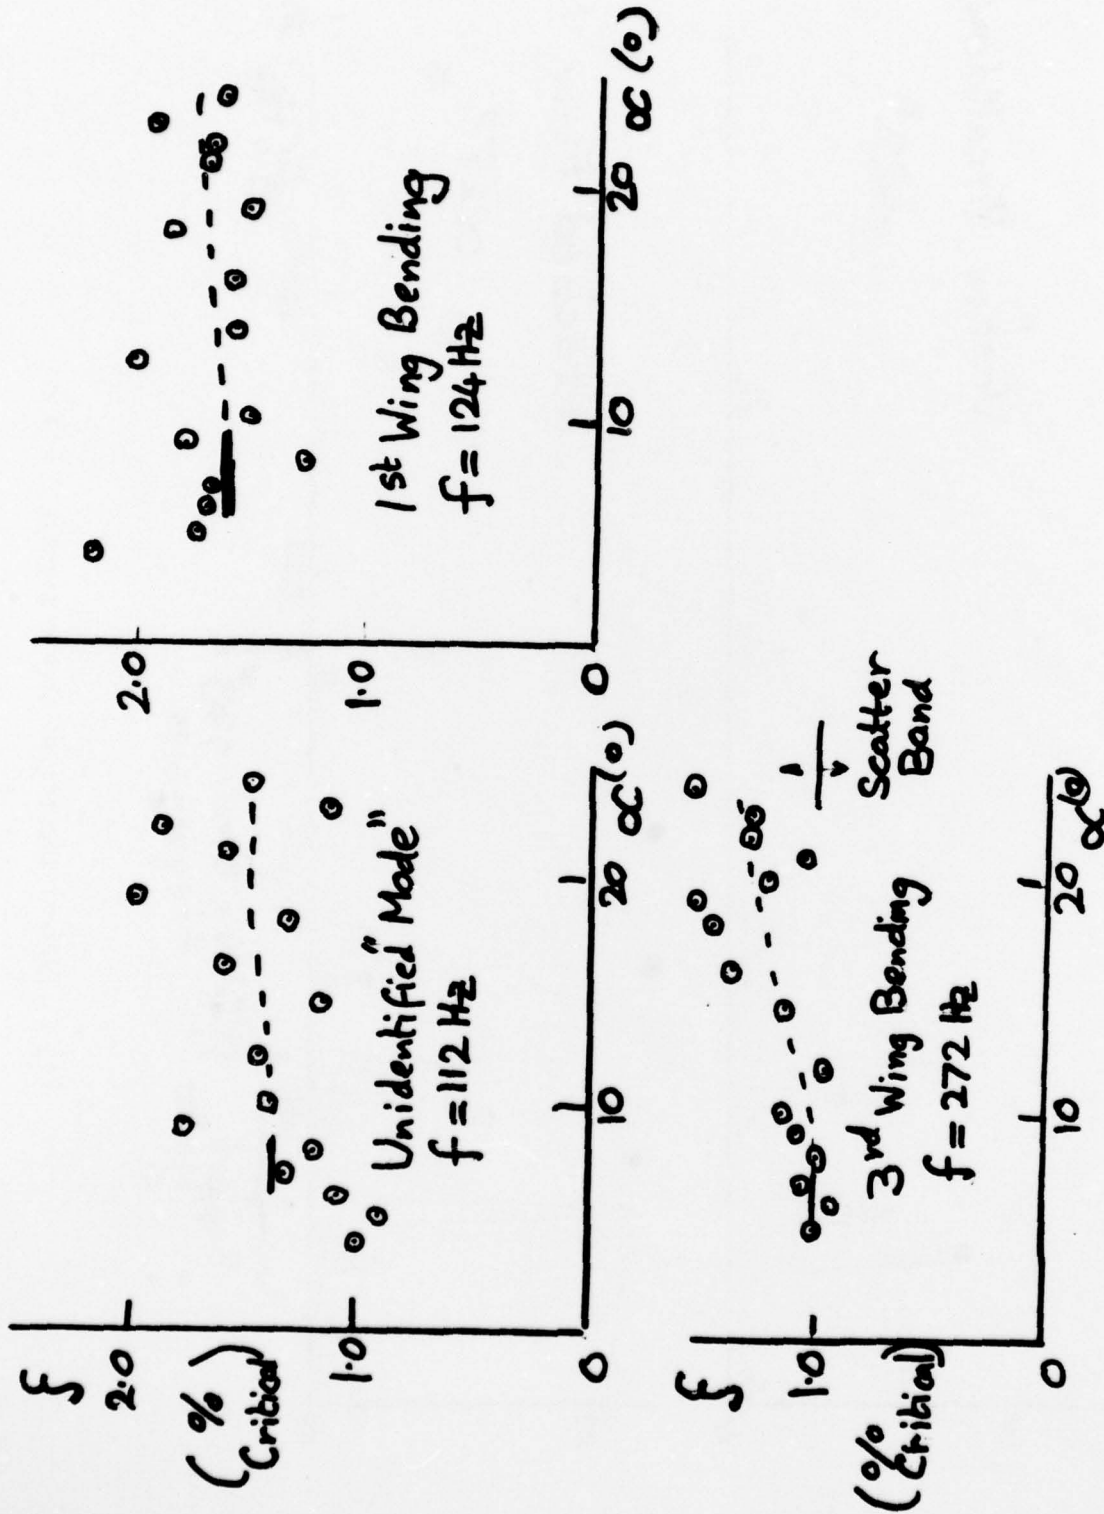 ζ
2.0
(%
Critical)
1.0
0
Unidentified "Mode"
f = 112 Hz
10
20
α (°)
2.0
1.0
0
1st Wing Bending
f = 124 Hz
10
20
α (°)
ζ
1.0
(%
Critical)
0
3rd Wing Bending
f = 272 Hz
10
20
α (°)
Scatter
Band